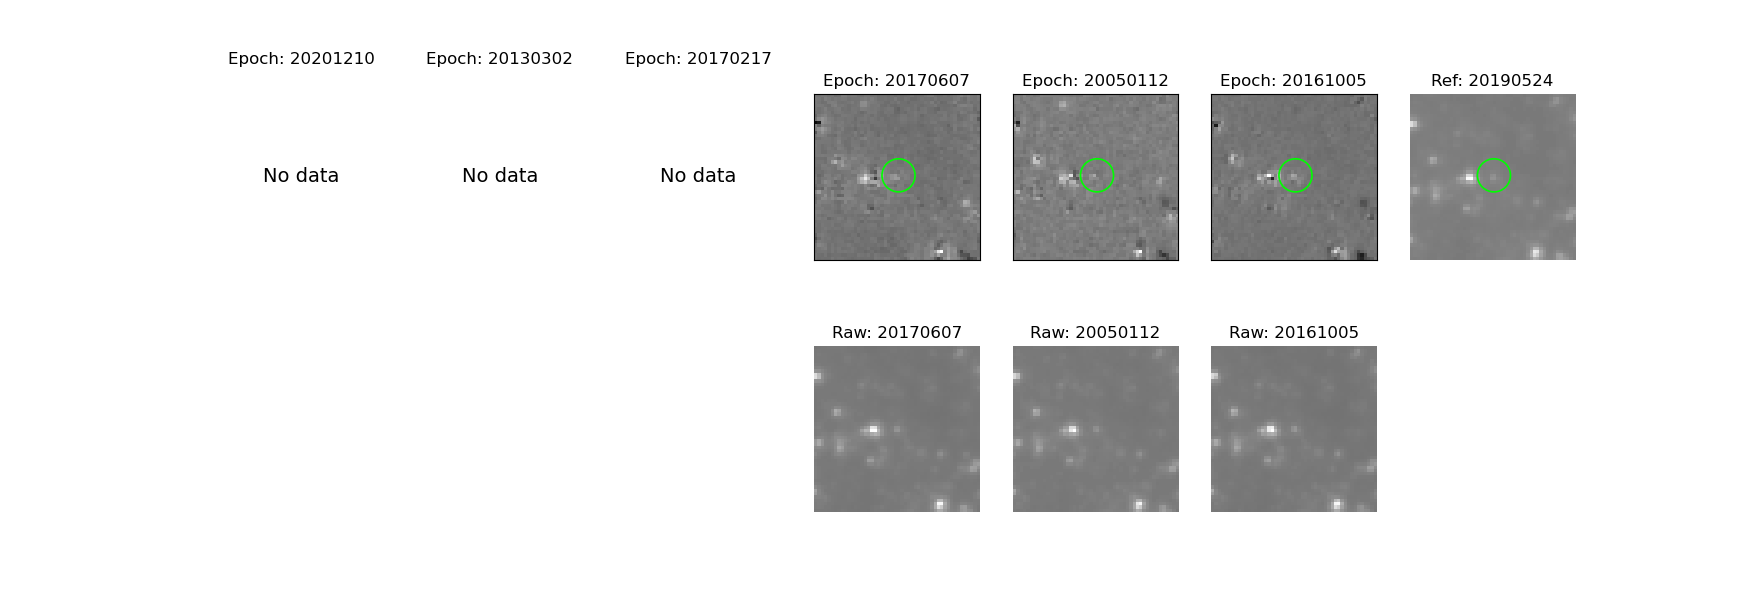 Epoch: 20201210
Epoch: 20130302
Epoch: 20170217
Epoch: 20170607
Epoch: 20050112
Epoch: 20161005
Ref: 20190524
No data
No data
No data
Raw: 20170607
Raw: 20050112
Raw: 20161005